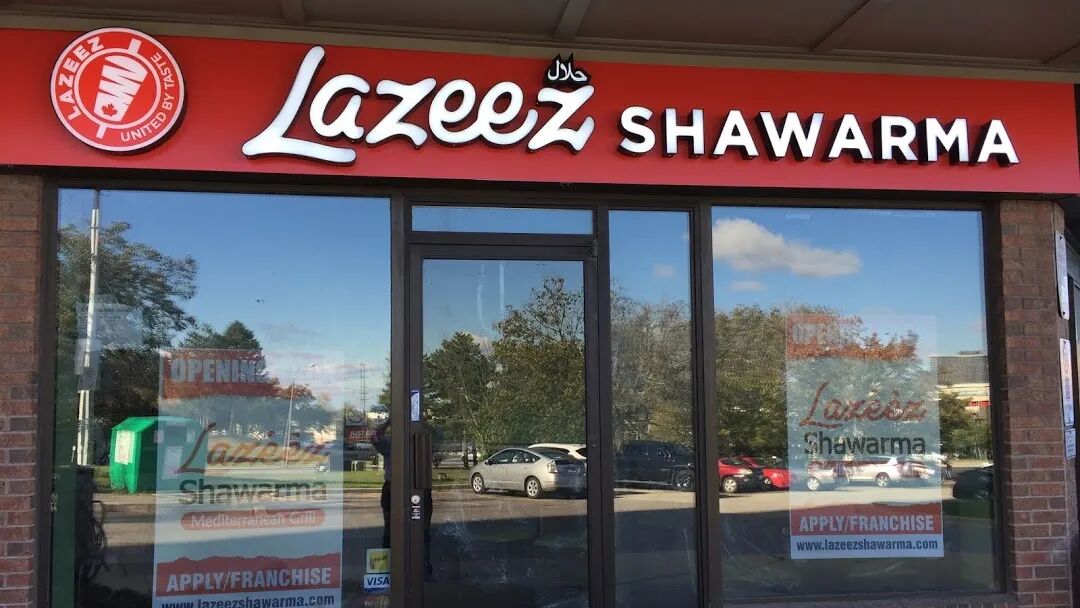 LAZEEZ
UNITED BY TASTE
حلال
Lazeez SHAWARMA
OPENING
Lazeez
Shawarma
Mediterranean Grill
APPLY/FRANCHISE
www.lazeezshawarma.com
VISA
Lazeez
Shawarma
APPLY/FRANCHISE
www.lazeezshawarma.com